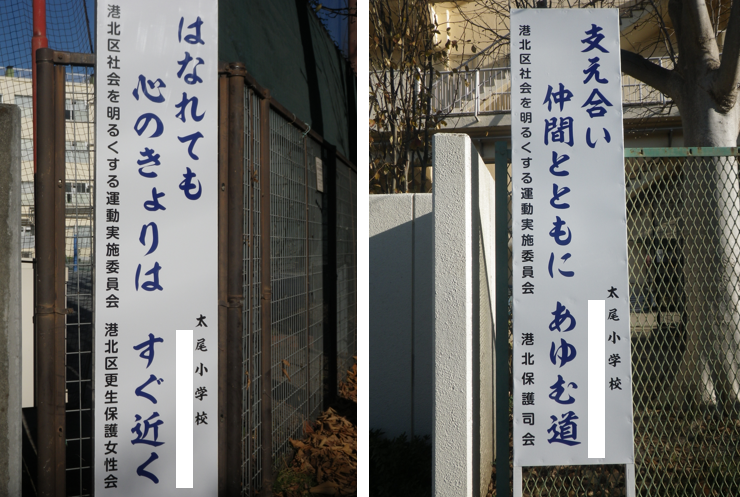 はなれても
心のきょりは すぐ近く
太尾小学校
港北区社会を明るくする運動実施委員会 港北区更生保護女性会
支え合い
仲間とともに あゆむ道
太尾小学校
港北区社会を明るくする運動実施委員会 港北保護司会